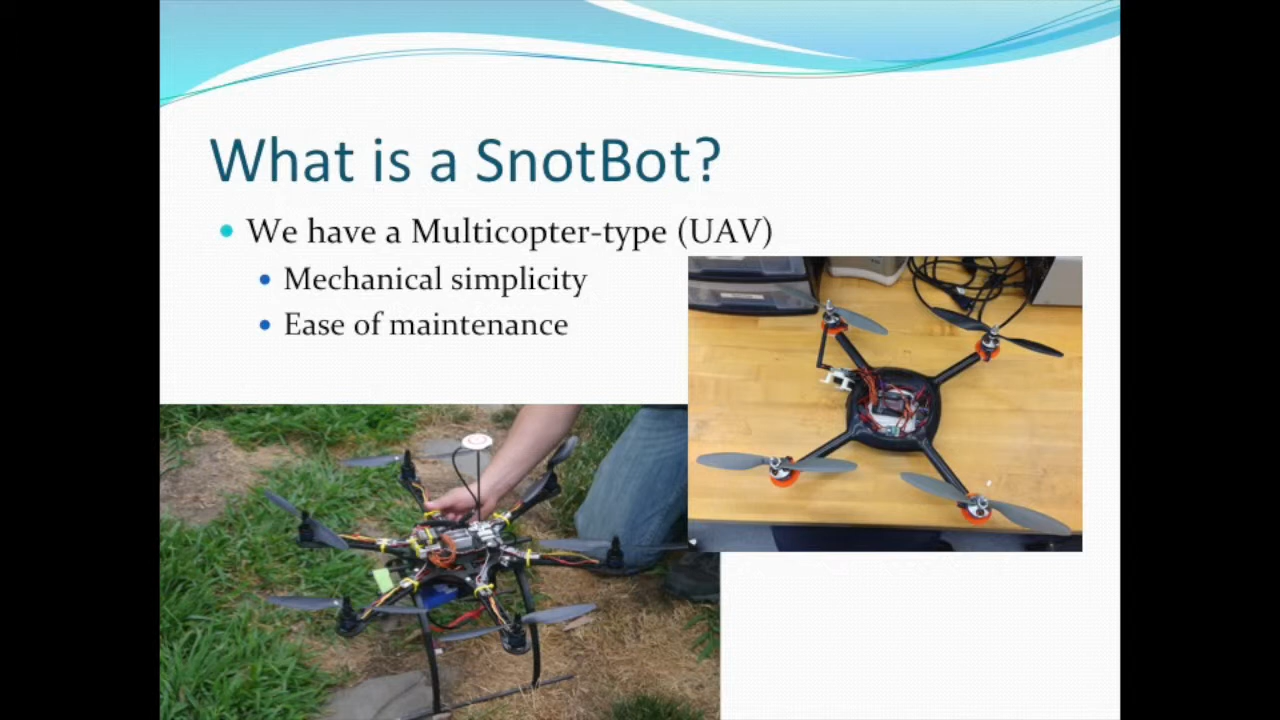 What is a SnotBot?
We have a Multicopter-type (UAV)
Mechanical simplicity
Ease of maintenance